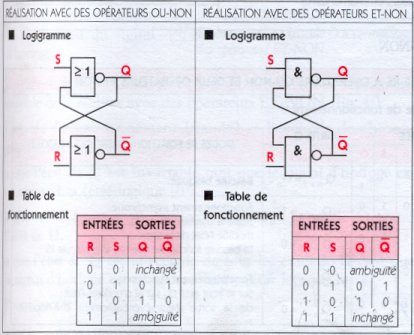 RÉALISATION AVEC DES OPÉRATEURS OU-NON
■ Logigramme
S
≥ 1
Q
≥ 1
Q̅
R
■ Table de
fonctionnement
ENTRÉES SORTIES
R S Q Q̅
0 0 inchangé
0 1 0 1
1 0 1 0
1 1 ambiguité
RÉALISATION AVEC DES OPÉRATEURS ET-NON
■ Logigramme
S
&
Q
&
Q̅
R
■ Table de
fonctionnement
ENTRÉES SORTIES
R S Q Q̅
0 0 ambiguité
0 1 0 1
1 0 1 0
1 1 inchangé